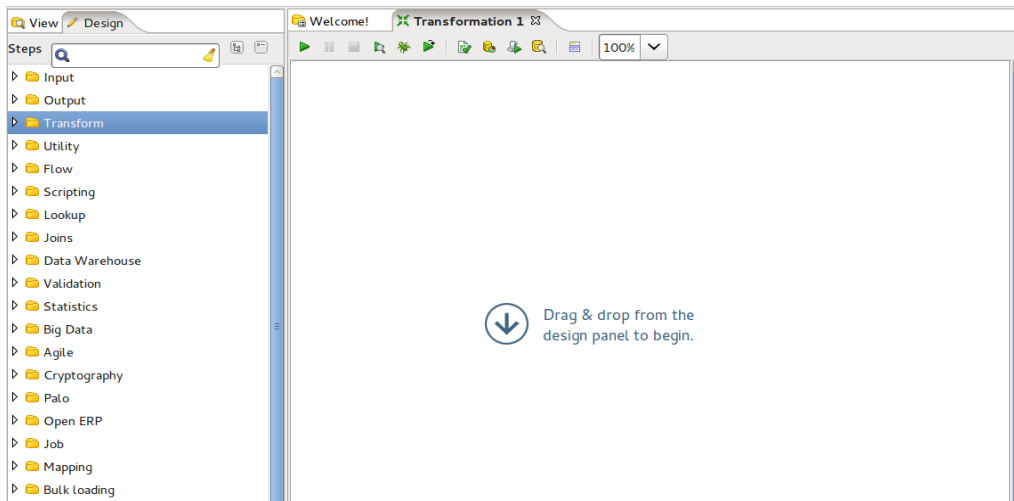 View Design
Welcome! Transformation 1
Steps
100%
Input
Output
Transform
Utility
Flow
Scripting
Lookup
Joins
Data Warehouse
Validation
Statistics
Big Data
Agile
Cryptography
Palo
Open ERP
Job
Mapping
Bulk loading
Drag & drop from the
design panel to begin.